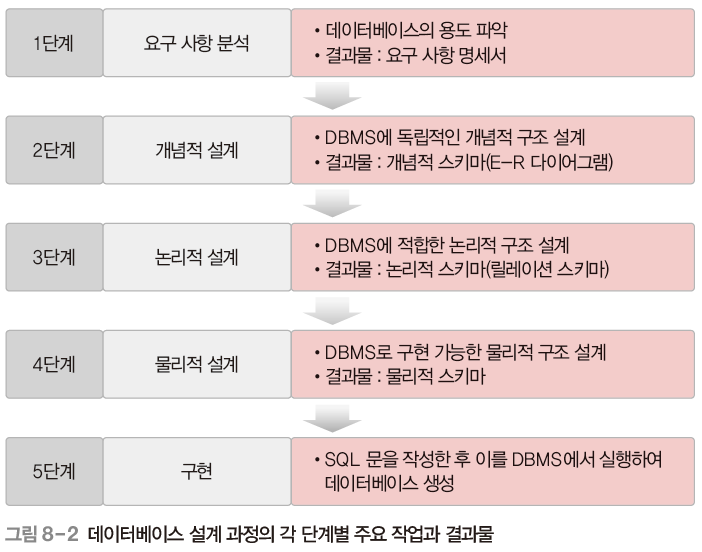 1단계
요구 사항 분석
• 데이터베이스의 용도 파악
• 결과물 : 요구 사항 명세서
2단계
개념적 설계
• DBMS에 독립적인 개념적 구조 설계
• 결과물 : 개념적 스키마(E-R 다이어그램)
3단계
논리적 설계
• DBMS에 적합한 논리적 구조 설계
• 결과물 : 논리적 스키마(릴레이션 스키마)
4단계
물리적 설계
• DBMS로 구현 가능한 물리적 구조 설계
• 결과물 : 물리적 스키마
5단계
구현
• SQL 문을 작성한 후 이를 DBMS에서 실행하여
데이터베이스 생성
그림 8-2 데이터베이스 설계 과정의 각 단계별 주요 작업과 결과물